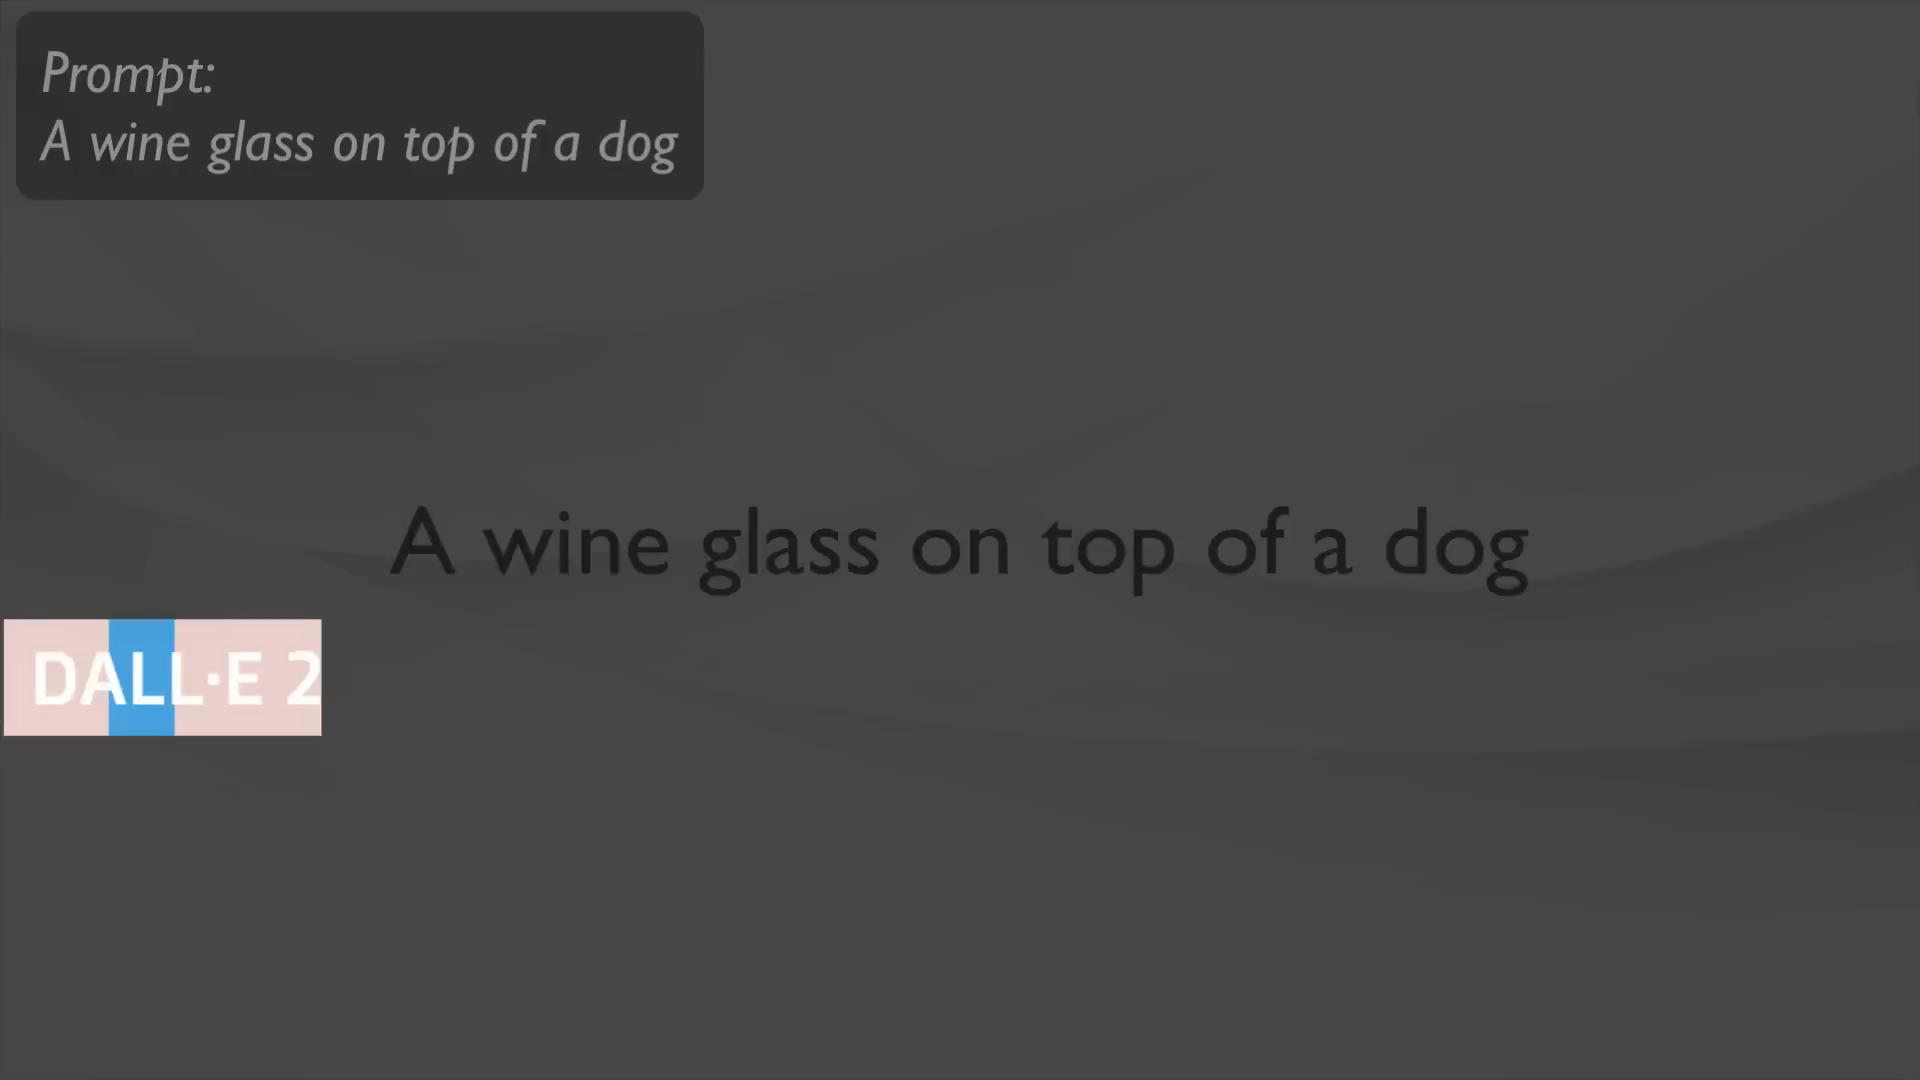 Prompt:
A wine glass on top of a dog
A wine glass on top of a dog
DALL·E 2